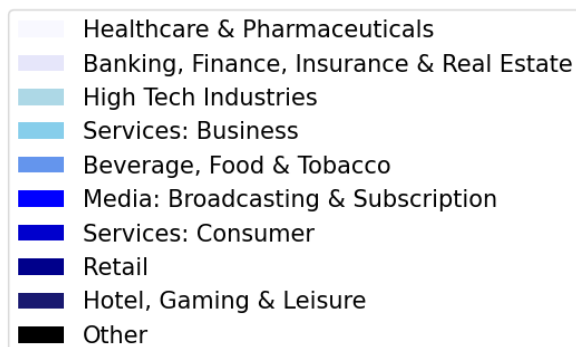 Healthcare & Pharmaceuticals
Banking, Finance, Insurance & Real Estate
High Tech Industries
Services: Business
Beverage, Food & Tobacco
Media: Broadcasting & Subscription
Services: Consumer
Retail
Hotel, Gaming & Leisure
Other